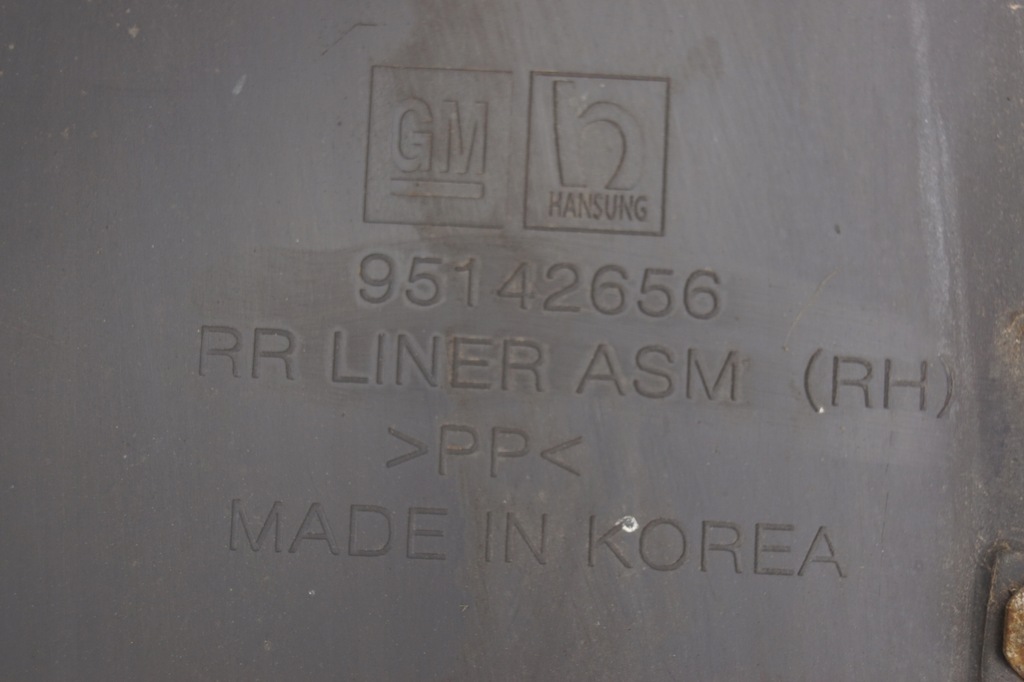 GM
HANSUNG
95142656
RR LINER ASM (RH)
>PP<
MADE IN KOREA